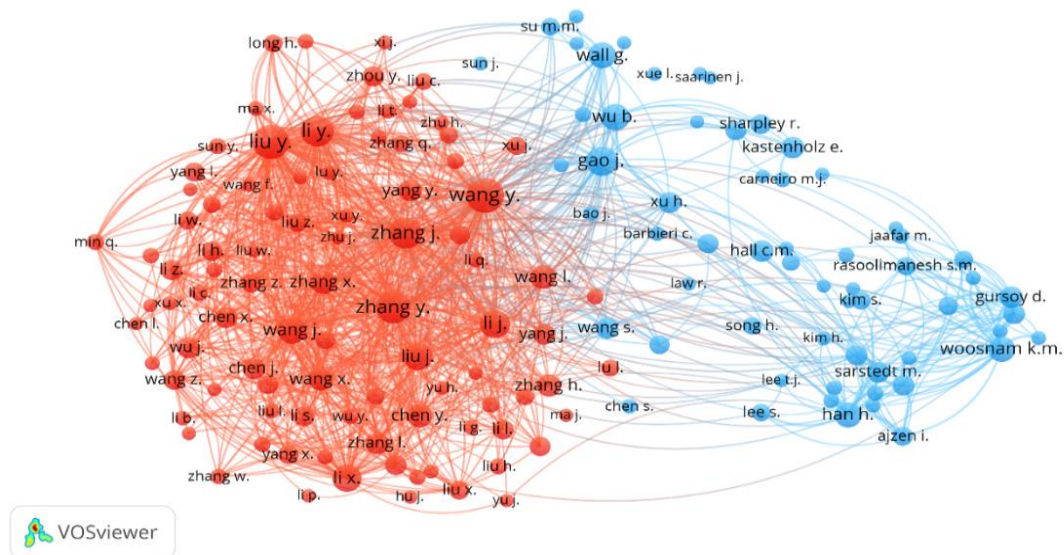 su m.m.
long h.
xi j.
wall g.
sun j.
zhou y.
liu c.
xue l.
saarinen j.
ma x.
li t.
wu b.
zhu h.
sharpley r.
liu y.
li y.
zhang q.
xu j.
sun y.
kastenholz e.
gao j.
yang l.
wang f.
lu y.
carneiro m.j.
yang y.
wang y.
xu h.
li w.
liu z.
xu y.
bao j.
zhu j.
zhang j.
barbieri c.
min q.
jaafar m.
li h.
liu w.
hall c.m.
li z.
li q.
rasoolimanesh s.m.
zhang z.
zhang x.
wang l.
law r.
li c.
xu x.
kim s.
gursoy d.
zhang y.
chen l.
chen x.
li j.
wang j.
wang s.
song h.
yang j.
kim h.
wu j.
woosnam k.m.
liu j.
chen j.
lu l.
sarstedt m.
wang z.
wang x.
yu h.
zhang h.
lee t.j.
chen s.
li b.
liu l.
li s.
wu y.
chen y.
ma j.
lee s.
han h.
li g.
li l.
ajzen i.
zhang l.
yang x.
liu h.
zhang w.
li x.
liu x.
li p.
hu j.
yu j.
VOSviewer